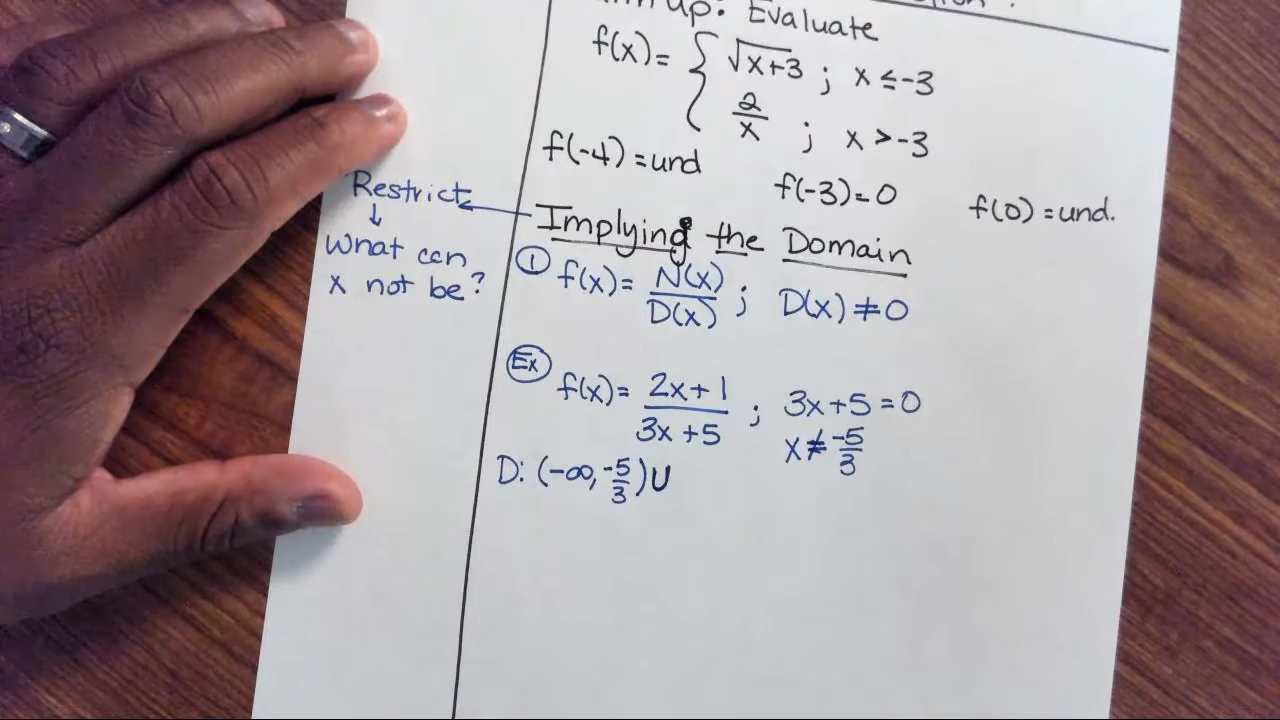 up: Evaluate
f(x) = { √x+3 ; x ≤ -3
2/x ; x > -3
f(-4) = und
f(-3) = 0
f(0) = und.
Restrict
↓
What can
x not be?
Implying the Domain
① f(x) = N(x)/D(x) ; D(x) ≠ 0
Ex f(x) = 2x+1/3x+5 ; 3x+5 = 0
x ≠ -5/3
D: (-∞, -5/3) ∪